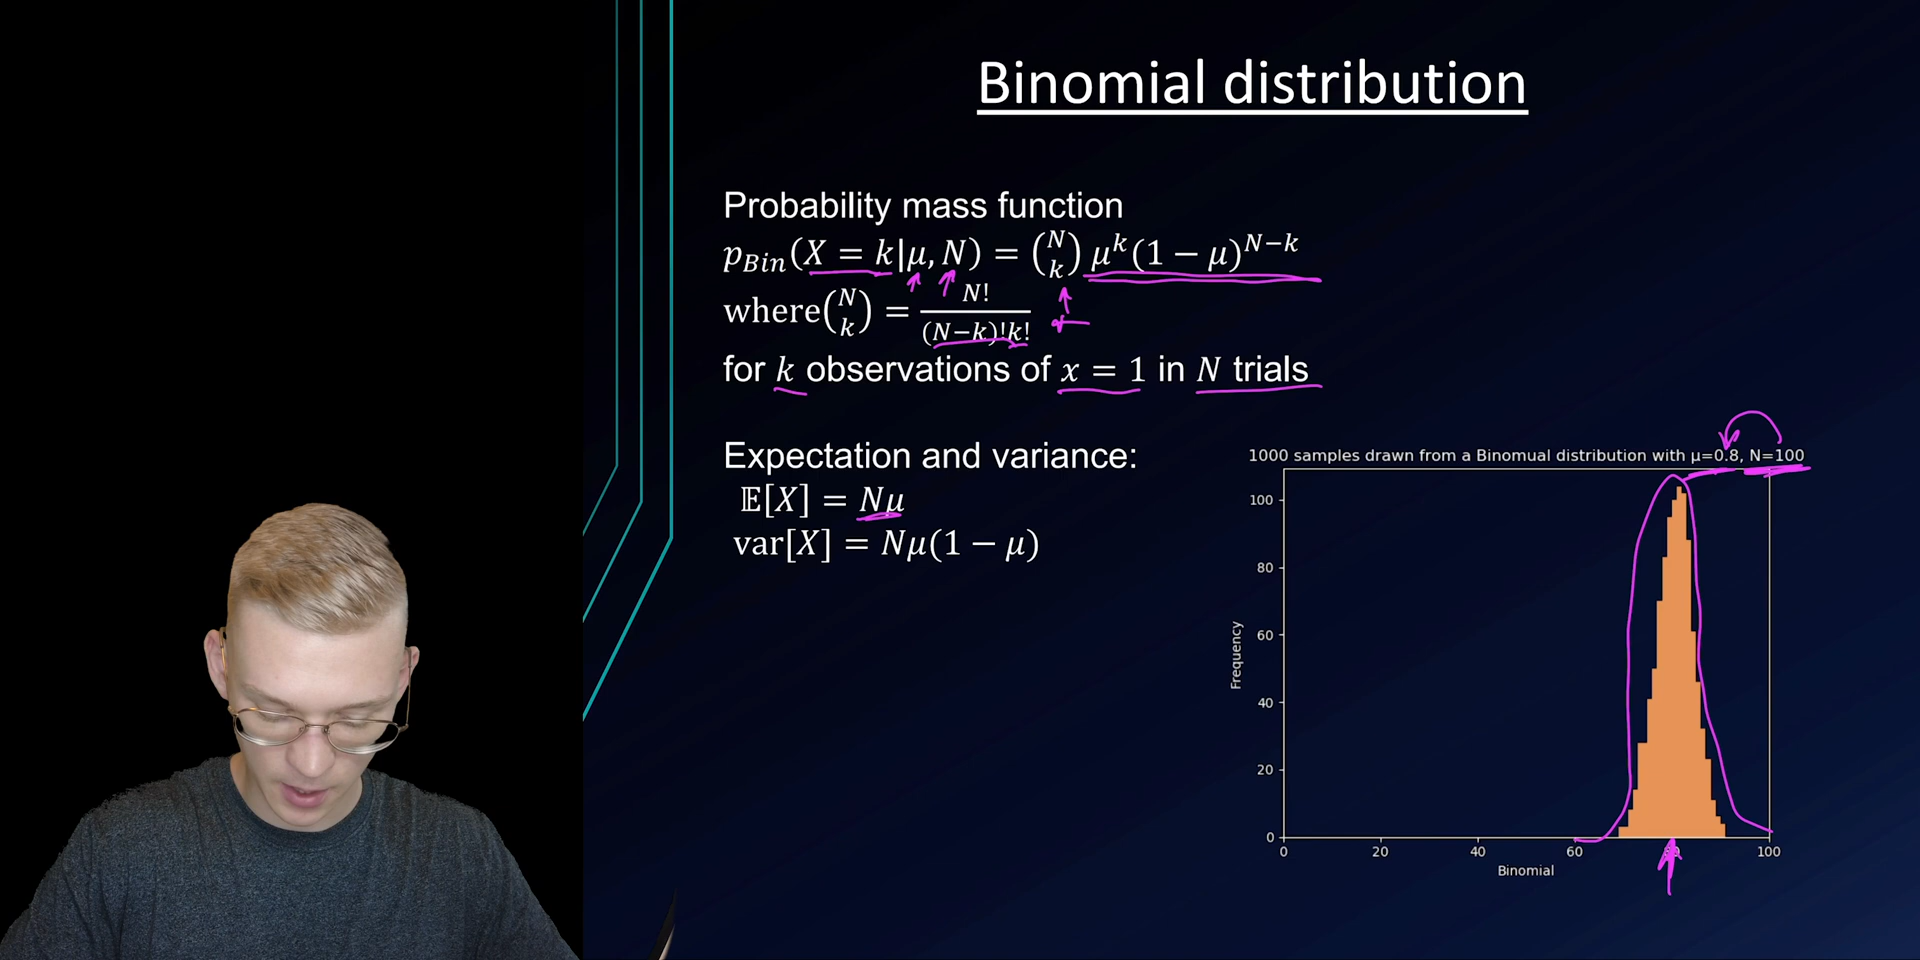 Binomial distribution
Probability mass function
p_Bin(X = k|μ, N) = (N k) μ^k(1 − μ)^{N−k}
where (N k) = N! / (N−k)!k!
for k observations of x = 1 in N trials
Expectation and variance:
𝔼[X] = Nμ
var[X] = Nμ(1 − μ)
1000 samples drawn from a Binomual distribution with μ=0.8, N=100
100
80
60
40
20
0
Frequency
0 20 40 60 100
Binomial